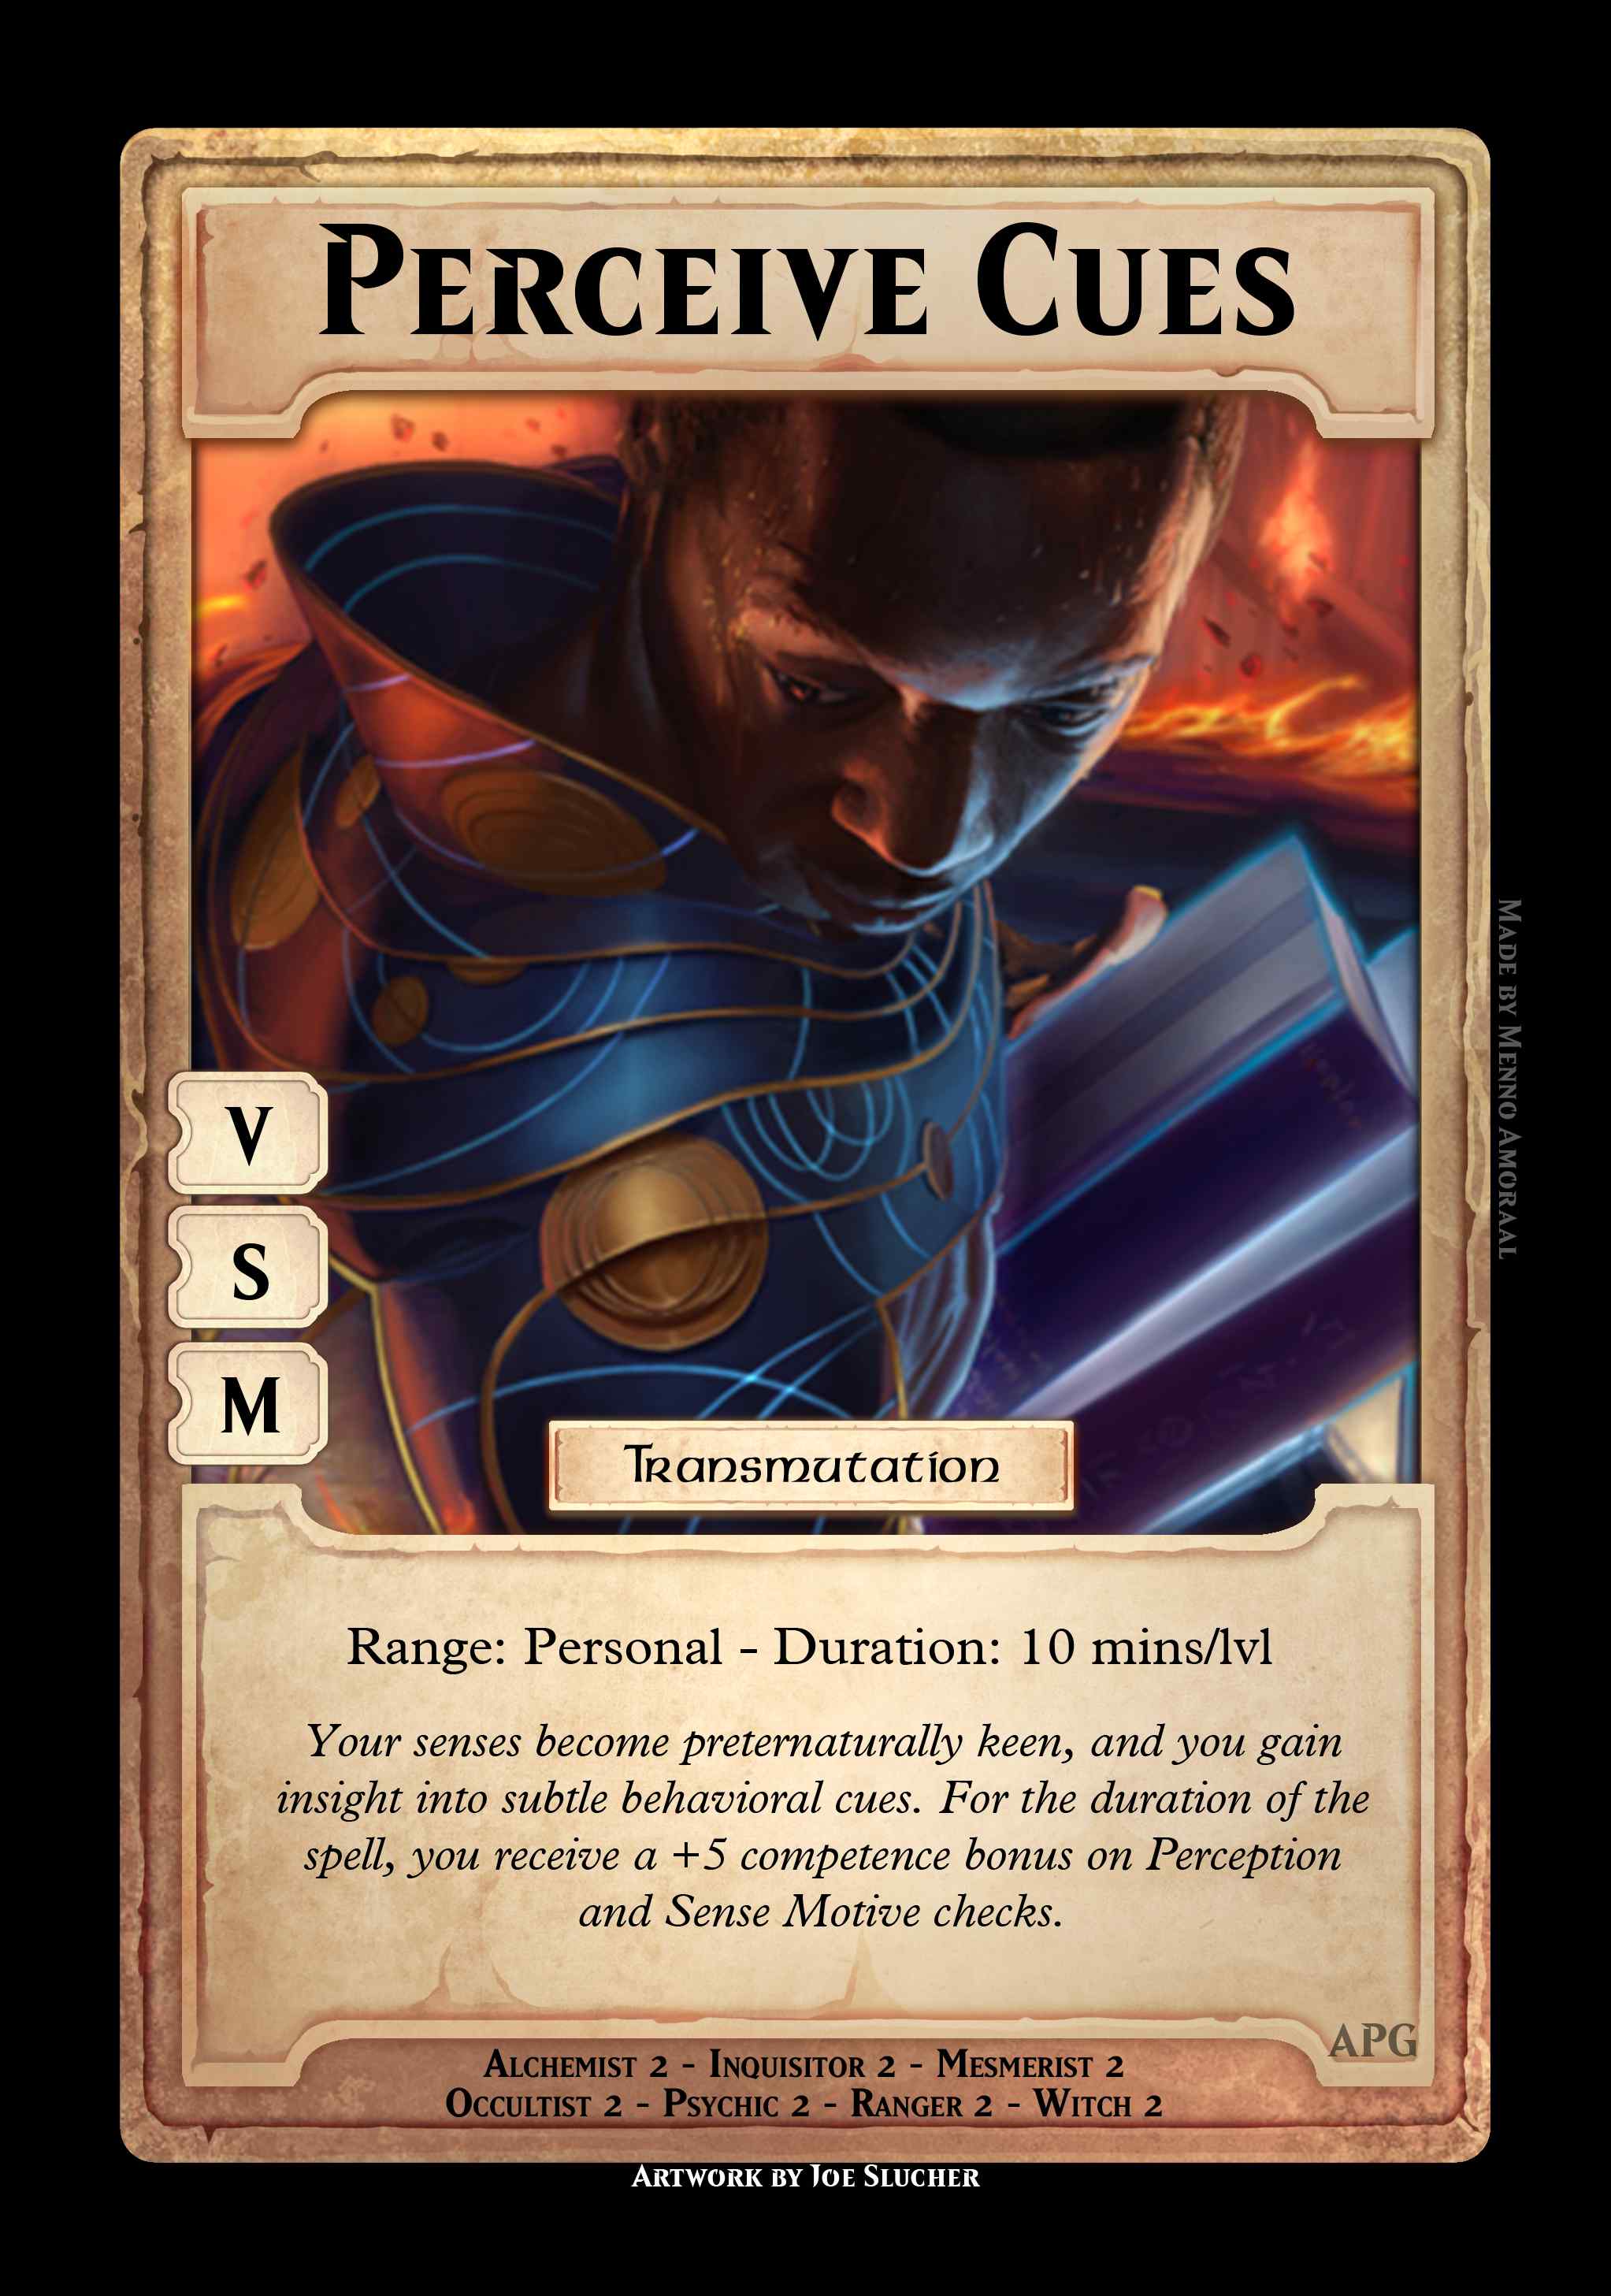 Perceive Cues
V
S
M
Transmutation
Range: Personal - Duration: 10 mins/lvl
Your senses become preternaturally keen, and you gain
insight into subtle behavioral cues. For the duration of the
spell, you receive a +5 competence bonus on Perception
and Sense Motive checks.
APG
Alchemist 2 - Inquisitor 2 - Mesmerist 2
Occultist 2 - Psychic 2 - Ranger 2 - Witch 2
Artwork by Joe Slucher
Made by Menno Amoraal